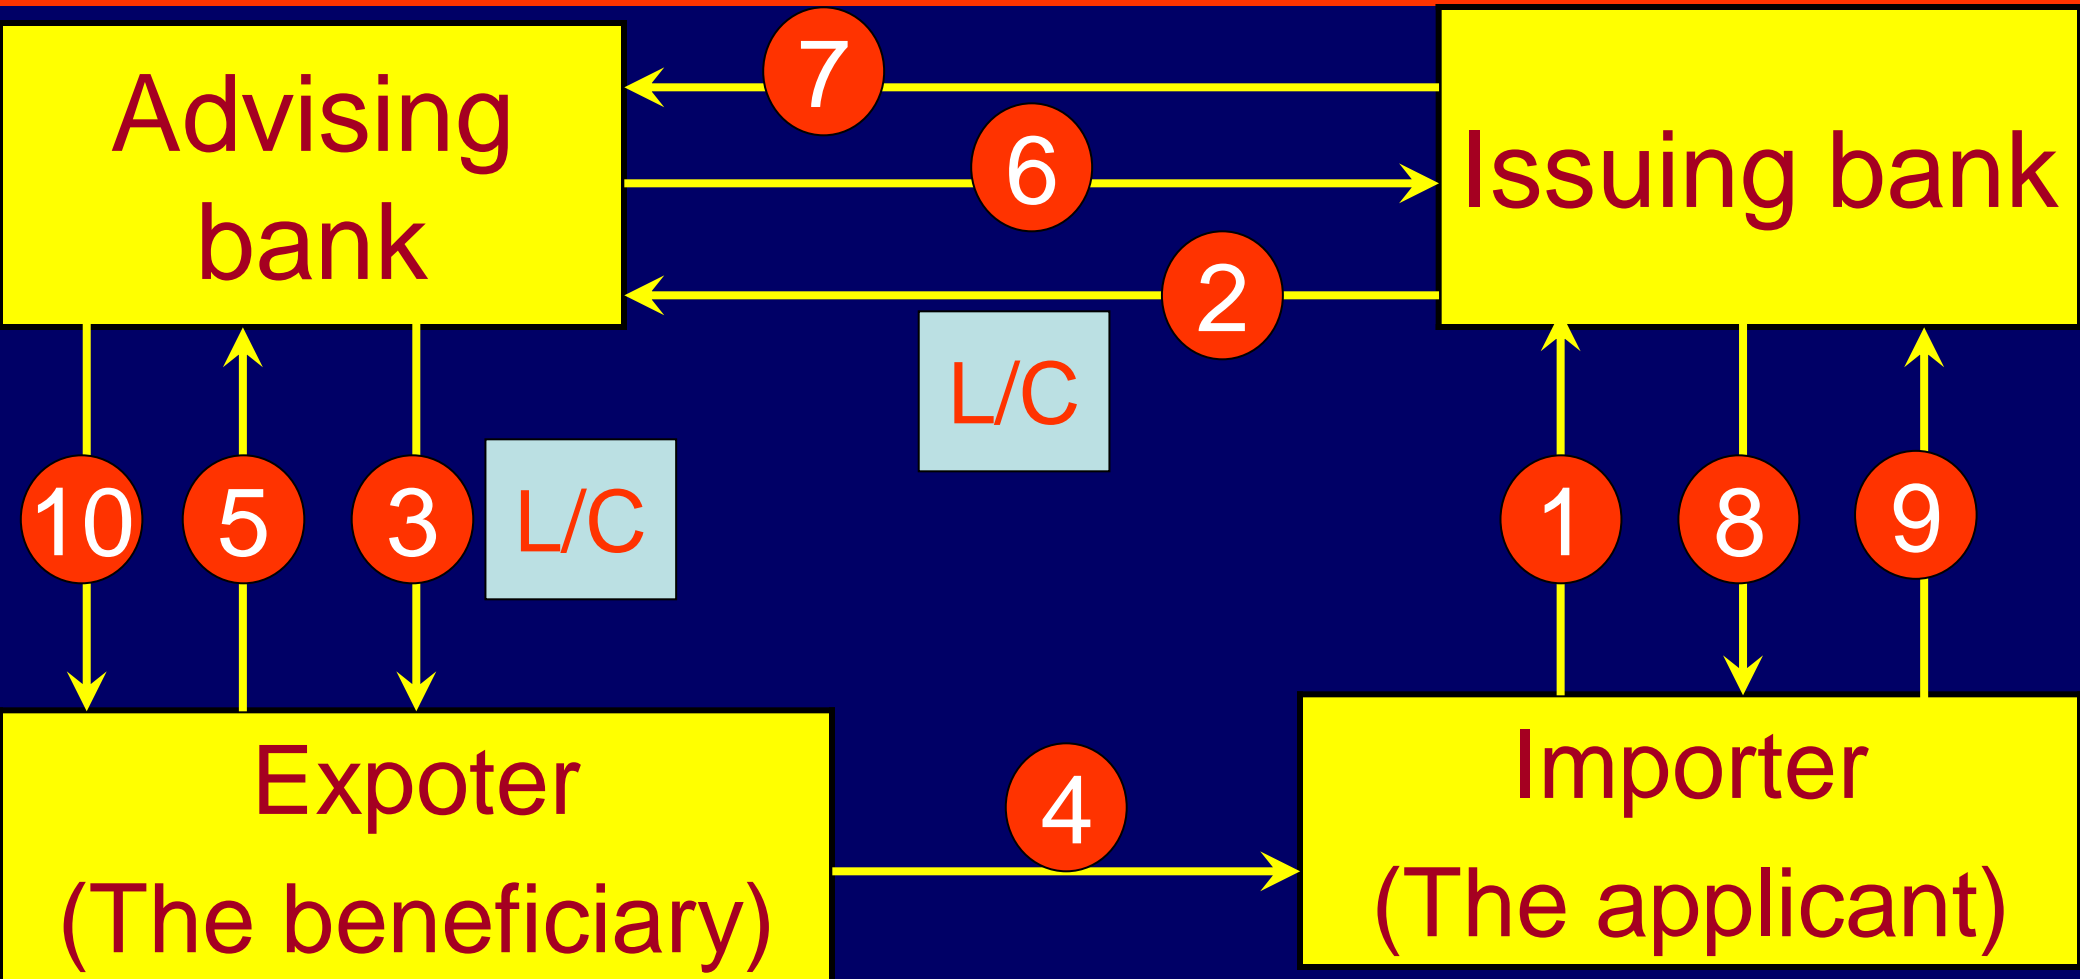 7
Advising
bank
6
Issuing bank
2
L/C
L/C
10
5
3
1
8
9
Expoter
(The beneficiary)
4
Importer
(The applicant)